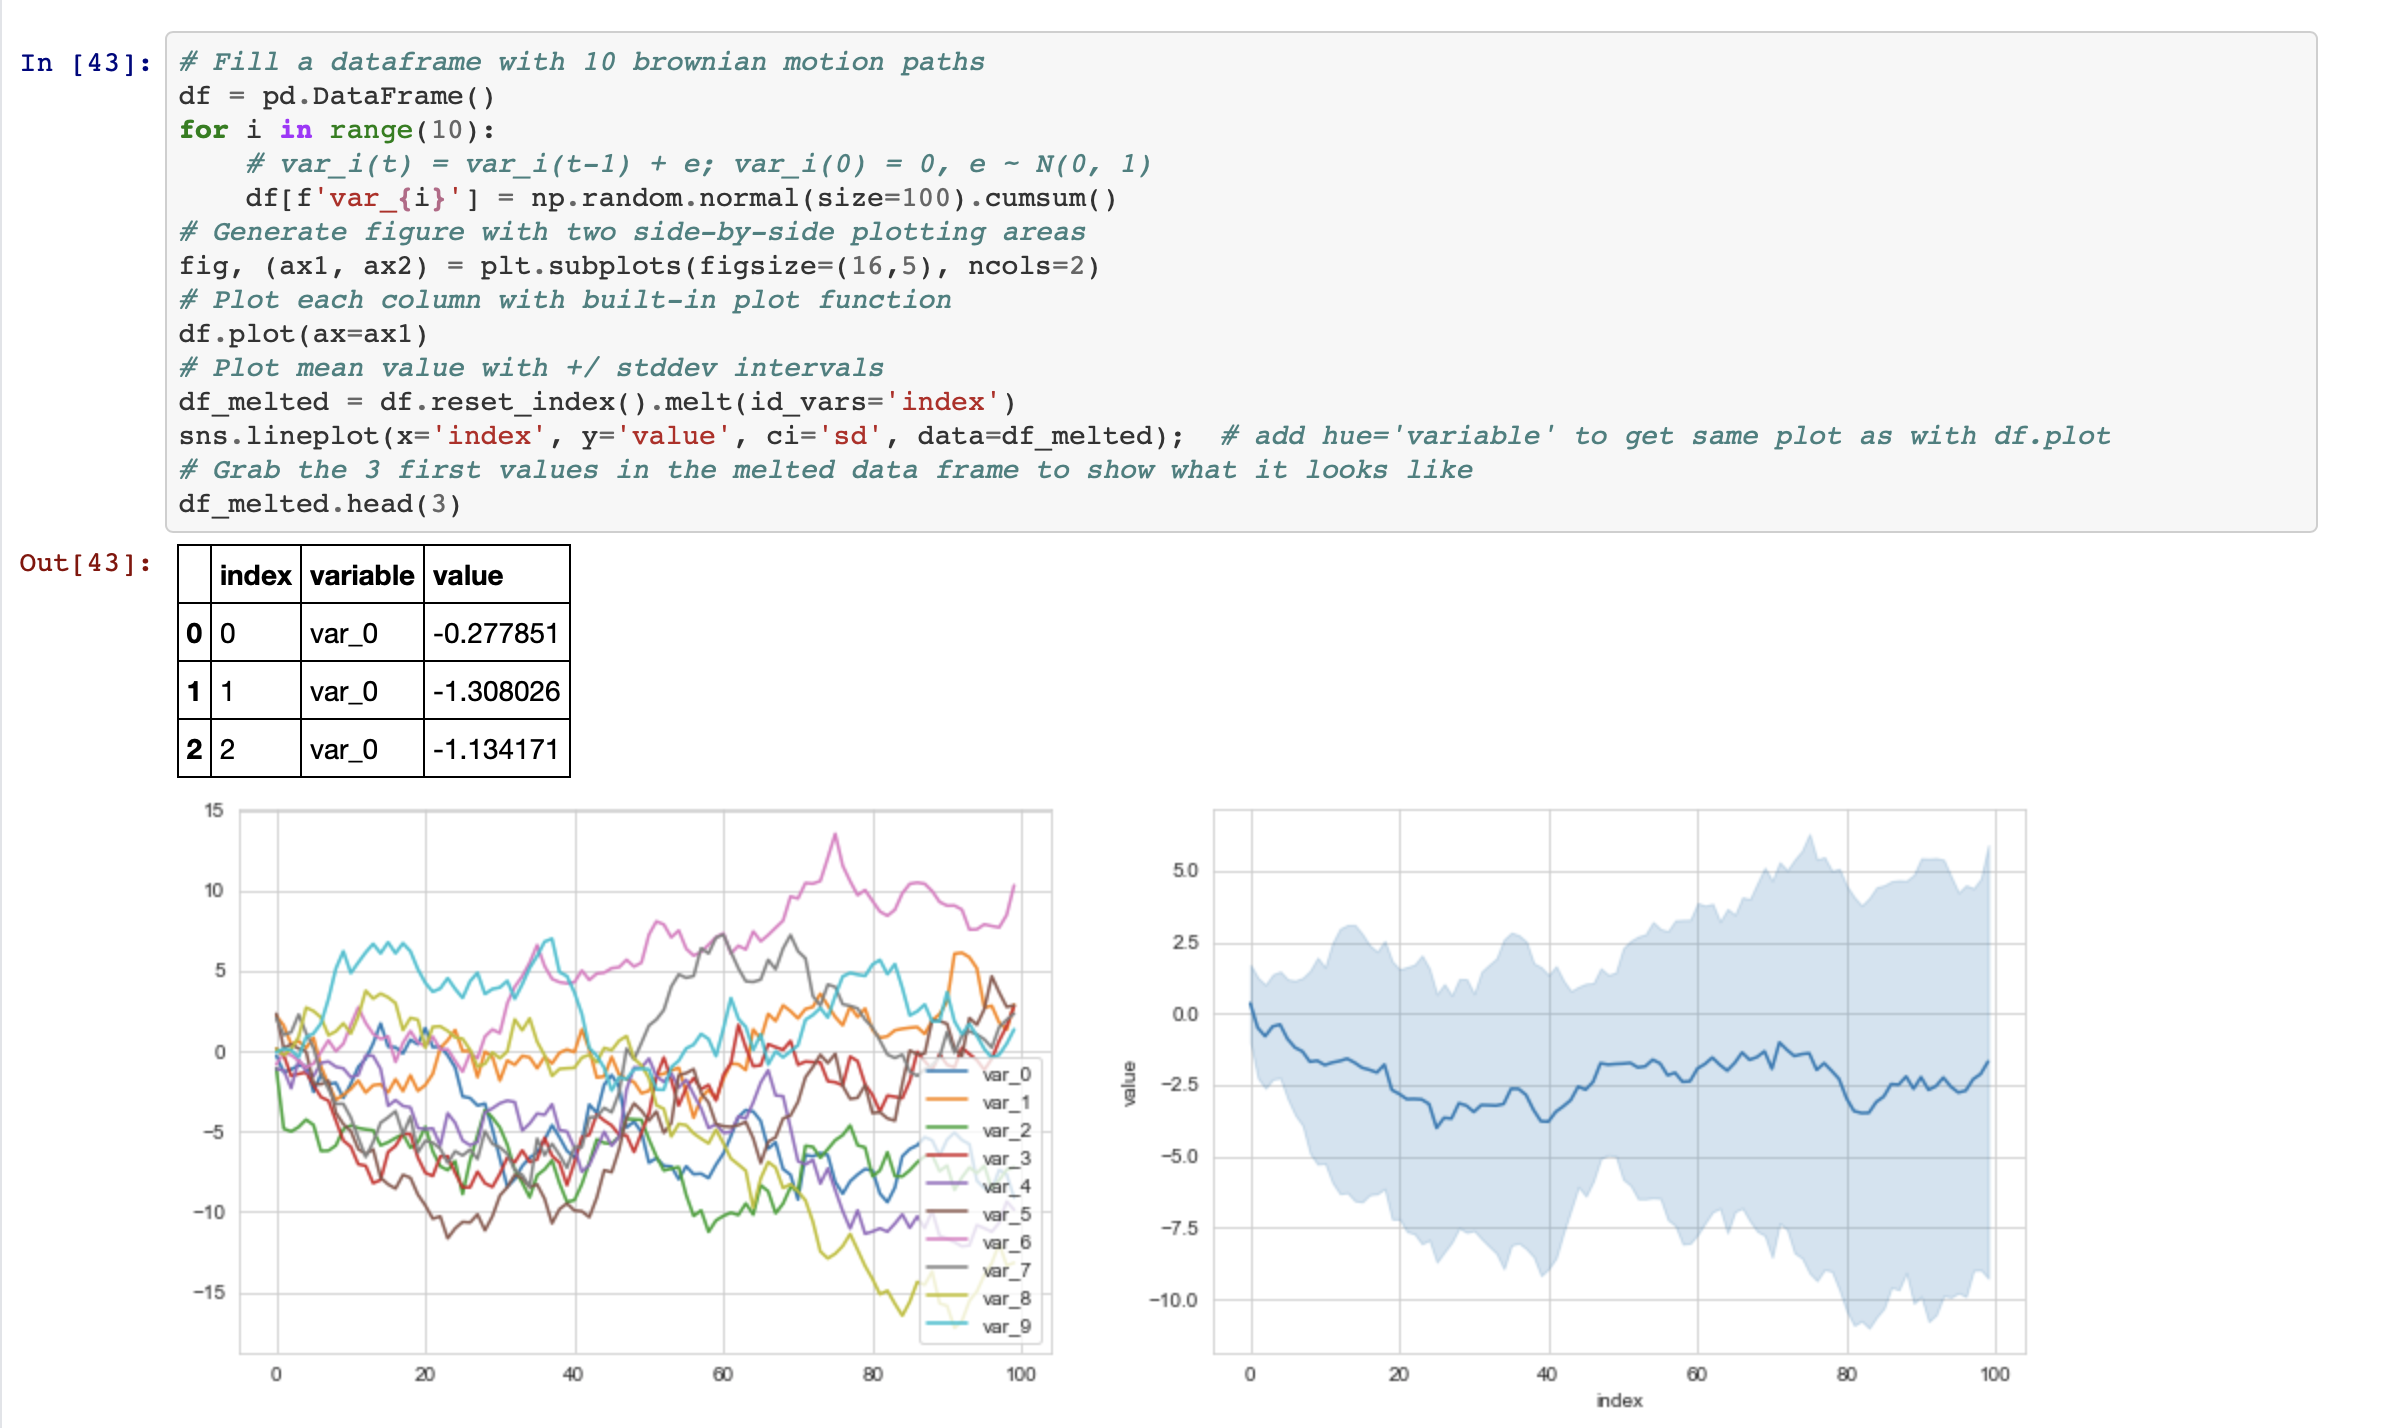 In [43]:
# Fill a dataframe with 10 brownian motion paths
df = pd.DataFrame()
for i in range(10):
    # var_i(t) = var_i(t-1) + e; var_i(0) = 0, e ~ N(0, 1)
    df[f'var_{i}'] = np.random.normal(size=100).cumsum()
# Generate figure with two side-by-side plotting areas
fig, (ax1, ax2) = plt.subplots(figsize=(16,5), ncols=2)
# Plot each column with built-in plot function
df.plot(ax=ax1)
# Plot mean value with +/ stddev intervals
df_melted = df.reset_index().melt(id_vars='index')
sns.lineplot(x='index', y='value', ci='sd', data=df_melted);  # add hue='variable' to get same plot as with df.plot
# Grab the 3 first values in the melted data frame to show what it looks like
df_melted.head(3)
Out[43]:
index variable value
0 0 var_0 -0.277851
1 1 var_0 -1.308026
2 2 var_0 -1.134171
15
10
5
0
−5
−10
−15
0 20 40 60 80 100
var_0
var_1
var_2
var_3
var_4
var_5
var_6
var_7
var_8
var_9
value
5.0
2.5
0.0
−2.5
−5.0
−7.5
−10.0
0 20 40 60 80 100
index